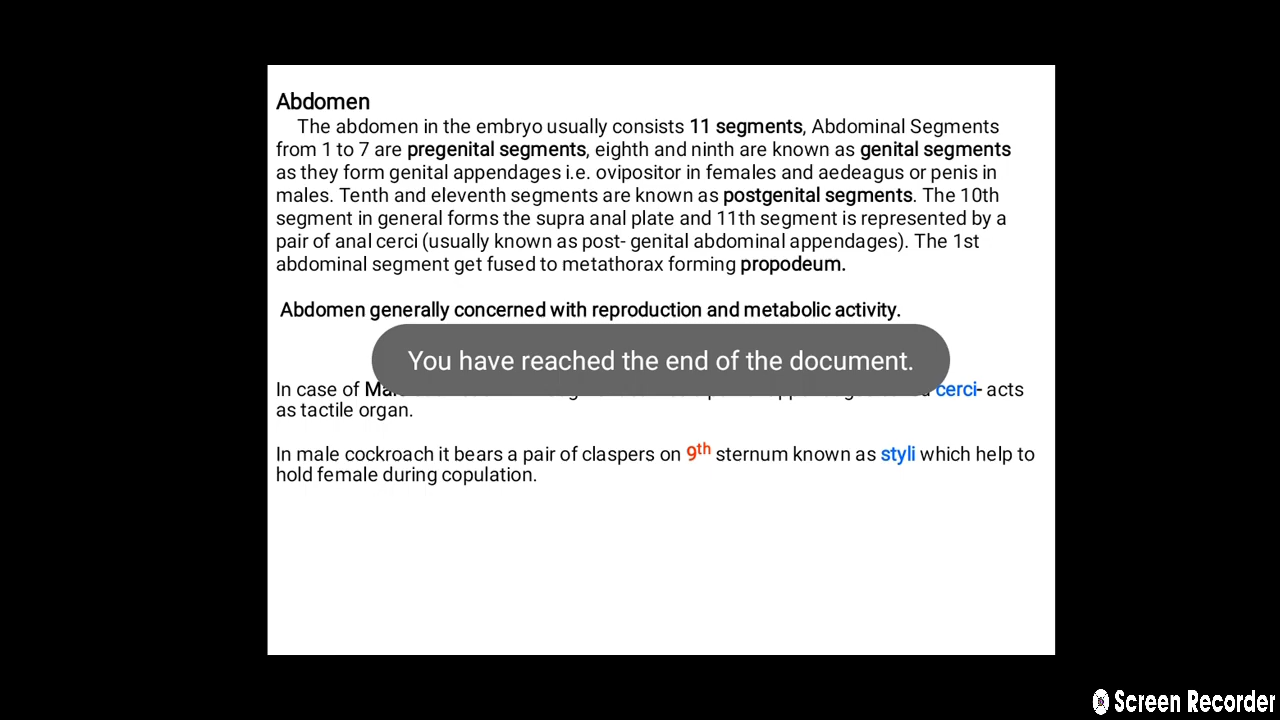 Abdomen
The abdomen in the embryo usually consists 11 segments, Abdominal Segments
from 1 to 7 are pregenital segments, eighth and ninth are known as genital segments
as they form genital appendages i.e. ovipositor in females and aedeagus or penis in
males. Tenth and eleventh segments are known as postgenital segments. The 10th
segment in general forms the supra anal plate and 11th segment is represented by a
pair of anal cerci (usually known as post- genital abdominal appendages). The 1st
abdominal segment get fused to metathorax forming propodeum.
Abdomen generally concerned with reproduction and metabolic activity.
You have reached the end of the document.
In case of cerci- acts
as tactile organ.
In male cockroach it bears a pair of claspers on 9th sternum known as styli which help to
hold female during copulation.
Screen Recorder